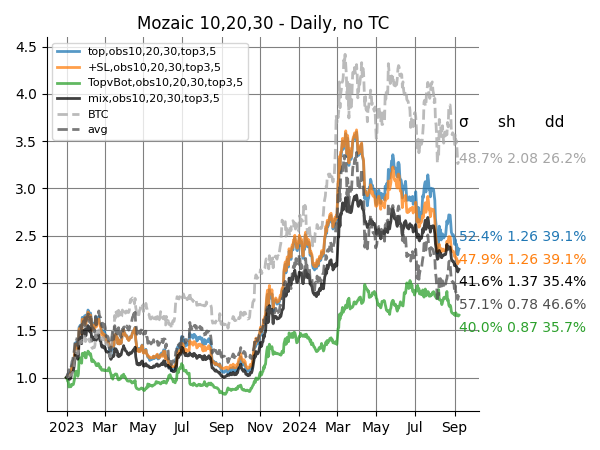 Mozaic 10,20,30 - Daily, no TC
4.5
4.0
3.5
3.0
2.5
2.0
1.5
1.0
top,obs10,20,30,top3,5
+SL,obs10,20,30,top3,5
TopvBot,obs10,20,30,top3,5
mix,obs10,20,30,top3,5
BTC
avg
σ sh dd
48.7% 2.08 26.2%
52.4% 1.26 39.1%
47.9% 1.26 39.1%
41.6% 1.37 35.4%
57.1% 0.78 46.6%
40.0% 0.87 35.7%
2023 Mar May Jul Sep Nov 2024 Mar May Jul Sep